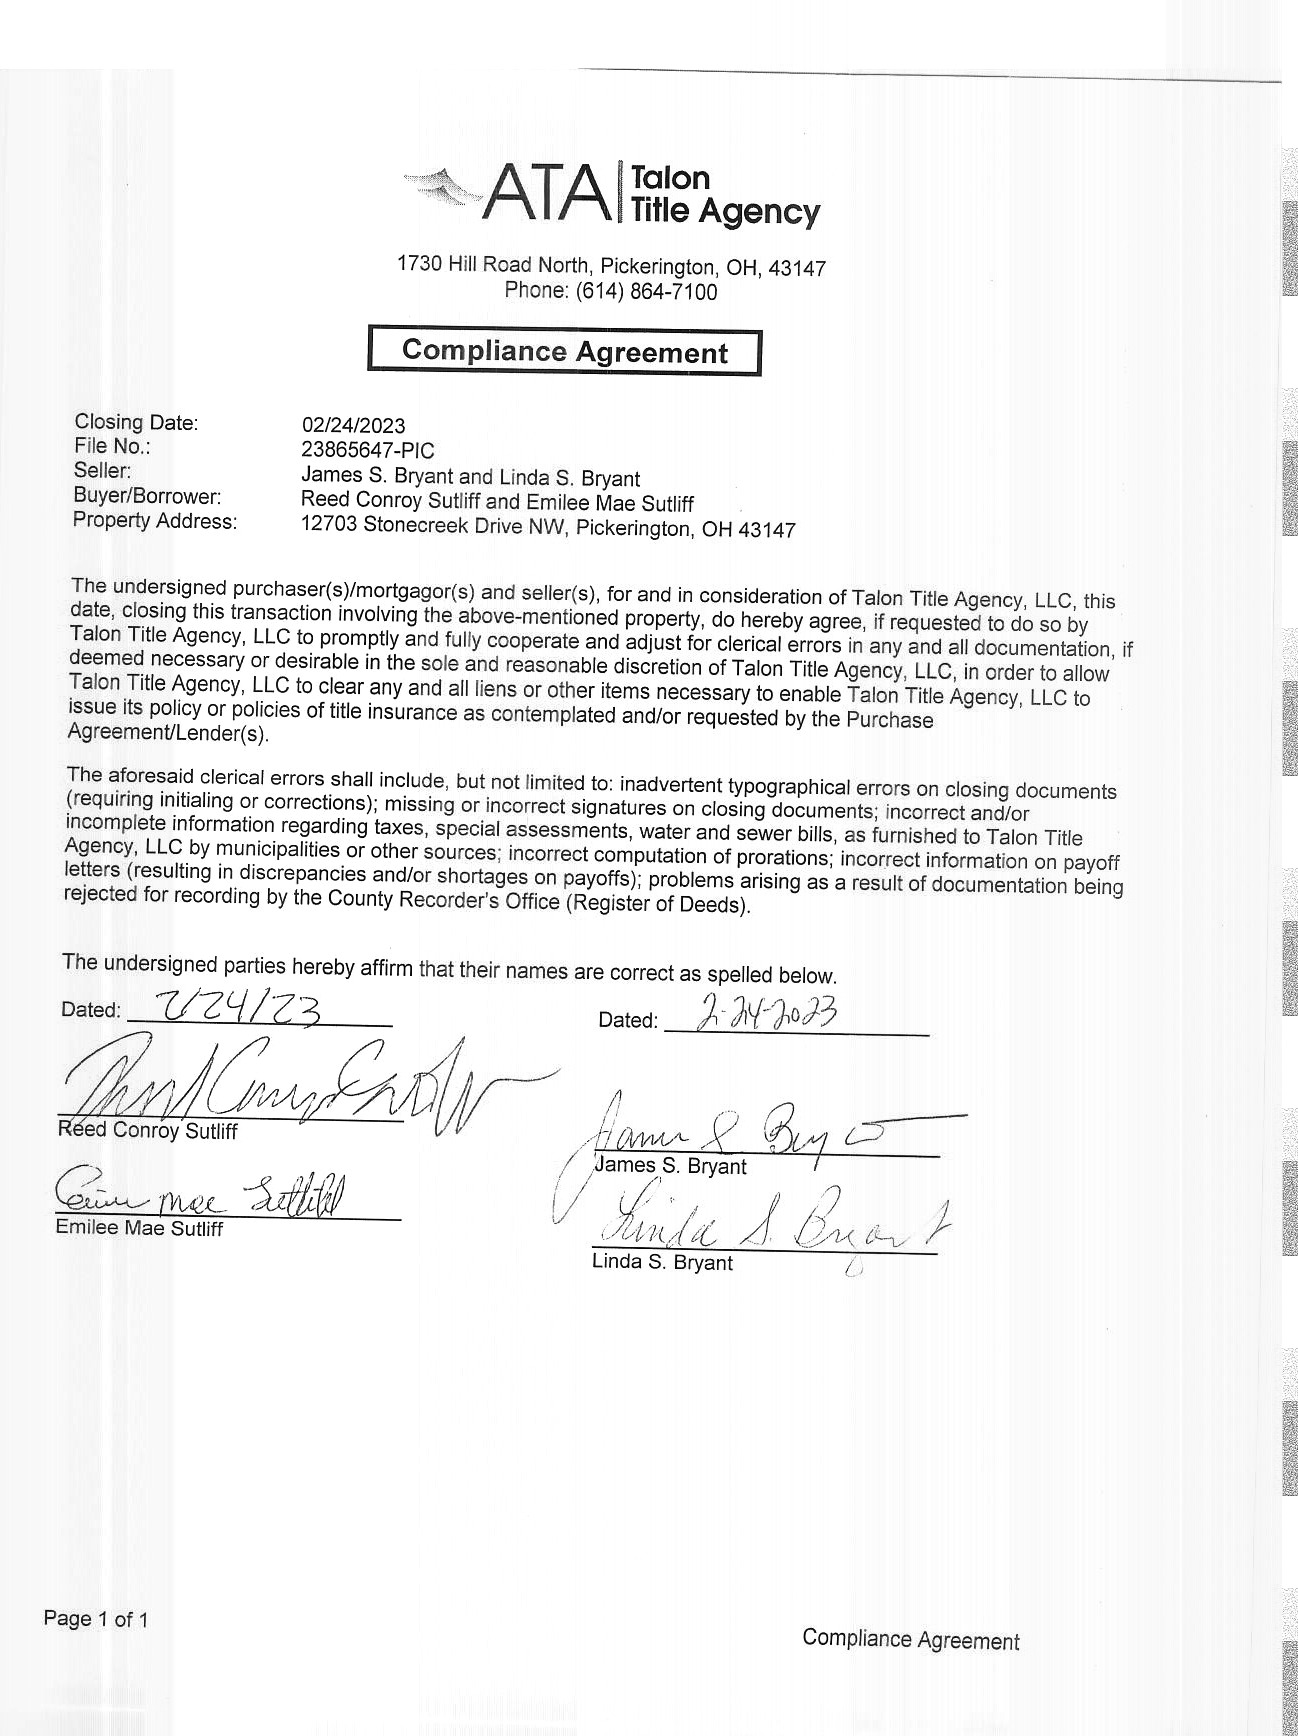 ATA Talon
Title Agency
1730 Hill Road North, Pickerington, OH, 43147
Phone: (614) 864-7100
Compliance Agreement
Closing Date: 02/24/2023
File No.: 23865647-PIC
Seller: James S. Bryant and Linda S. Bryant
Buyer/Borrower: Reed Conroy Sutliff and Emilee Mae Sutliff
Property Address: 12703 Stonecreek Drive NW, Pickerington, OH 43147
The undersigned purchaser(s)/mortgagor(s) and seller(s), for and in consideration of Talon Title Agency, LLC, this
date, closing this transaction involving the above-mentioned property, do hereby agree, if requested to do so by
Talon Title Agency, LLC to promptly and fully cooperate and adjust for clerical errors in any and all documentation, if
deemed necessary or desirable in the sole and reasonable discretion of Talon Title Agency, LLC, in order to allow
Talon Title Agency, LLC to clear any and all liens or other items necessary to enable Talon Title Agency, LLC to
issue its policy or policies of title insurance as contemplated and/or requested by the Purchase
Agreement/Lender(s).
The aforesaid clerical errors shall include, but not limited to: inadvertent typographical errors on closing documents
(requiring initialing or corrections); missing or incorrect signatures on closing documents; incorrect and/or
incomplete information regarding taxes, special assessments, water and sewer bills, as furnished to Talon Title
Agency, LLC by municipalities or other sources; incorrect computation of prorations; incorrect information on payoff
letters (resulting in discrepancies and/or shortages on payoffs); problems arising as a result of documentation being
rejected for recording by the County Recorder's Office (Register of Deeds).
The undersigned parties hereby affirm that their names are correct as spelled below.
Dated: 2/24/23
Dated: 2-24-2023
Reed Conroy Sutliff
Mae Sutliff
Emilee Mae Sutliff
James S Bryant
James S. Bryant
Linda S. Bryant
Linda S. Bryant
Page 1 of 1
Compliance Agreement